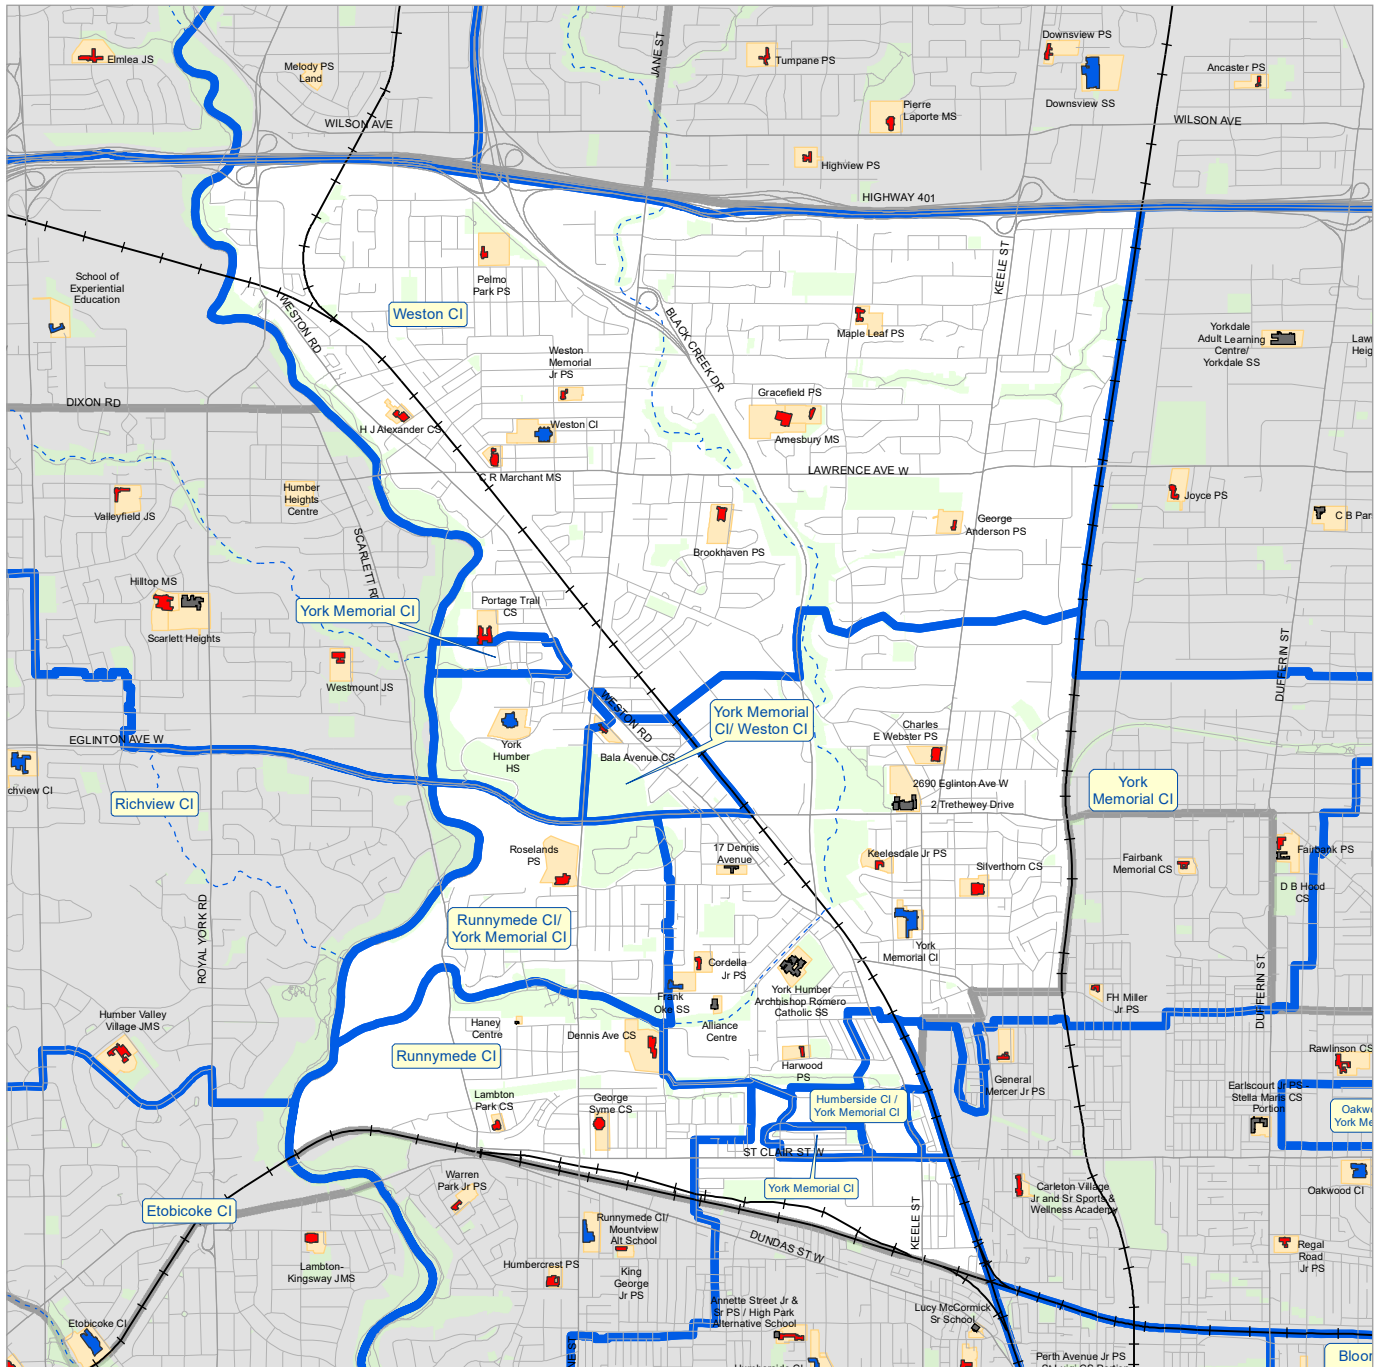 Elmlea JS
Melody PS
Land
JANE ST
Tumpane PS
Downsview PS
Downsview SS
Ancaster PS
Pierre
Laporte MS
WILSON AVE
WILSON AVE
Highview PS
HIGHWAY 401
School of
Experiential
Education
Pelmo
Park PS
KEELE ST
Weston CI
WESTON RD
BLACK CREEK DR
Maple Leaf PS
Yorkdale
Adult Learning
Centre/
Yorkdale SS
Weston
Memorial
Jr PS
DIXON RD
H J Alexander CS
Weston CI
Gracefield PS
Amesbury MS
C R Marchant MS
LAWRENCE AVE W
Humber
Heights
Centre
Valleyfield JS
Joyce PS
C B Par
George
Anderson PS
Brookhaven PS
SCARLETT RD
Hilltop MS
Scarlett Heights
York Memorial CI
Portage Trail
CS
Westmount JS
DUFFERIN ST
WESTON RD
York Memorial
CI/ Weston CI
York
Humber
HS
Bala Avenue CS
Charles
E Webster PS
EGLINTON AVE W
chview CI
Richview CI
2690 Eglinton Ave W
2 Trethewey Drive
York
Memorial CI
Roselands
PS
17 Dennis
Avenue
Keelesdale Jr PS
Silverthorn CS
Fairbank
Memorial CS
Fairbank PS
D B Hood
CS
ROYAL YORK RD
Runnymede CI/
York Memorial CI
York
Memorial CI
Cordella
Jr PS
Frank
Oke SS
York Humber
Archbishop Romero
Catholic SS
Alliance
Centre
DUFFERIN ST
FH Miller
Jr PS
Humber Valley
Village JMS
Haney
Centre
Dennis Ave CS
Runnymede CI
Harwood
PS
General
Mercer Jr PS
Rawlinson CS
Earlscourt Jr PS -
Stella Maris CS
Portion
Lambton
Park CS
George
Syme CS
Humberside CI /
York Memorial CI
Oakw
York Me
ST CLAIR ST W
York Memorial CI
Warren
Park Jr PS
Carleton Village
Jr and Sr Sports &
Wellness Academy
Oakwood CI
Etobicoke CI
Runnymede CI/
Mountview
Alt School
KEELE ST
DUNDAS ST W
Lambton-
Kingsway JMS
Humbercrest PS
King
George
Jr PS
Regal
Road
Jr PS
Etobicoke CI
Annette Street Jr &
Sr PS / High Park
Alternative School
Lucy McCormick
Sr School
NE ST
Perth Avenue Jr PS
Bloor